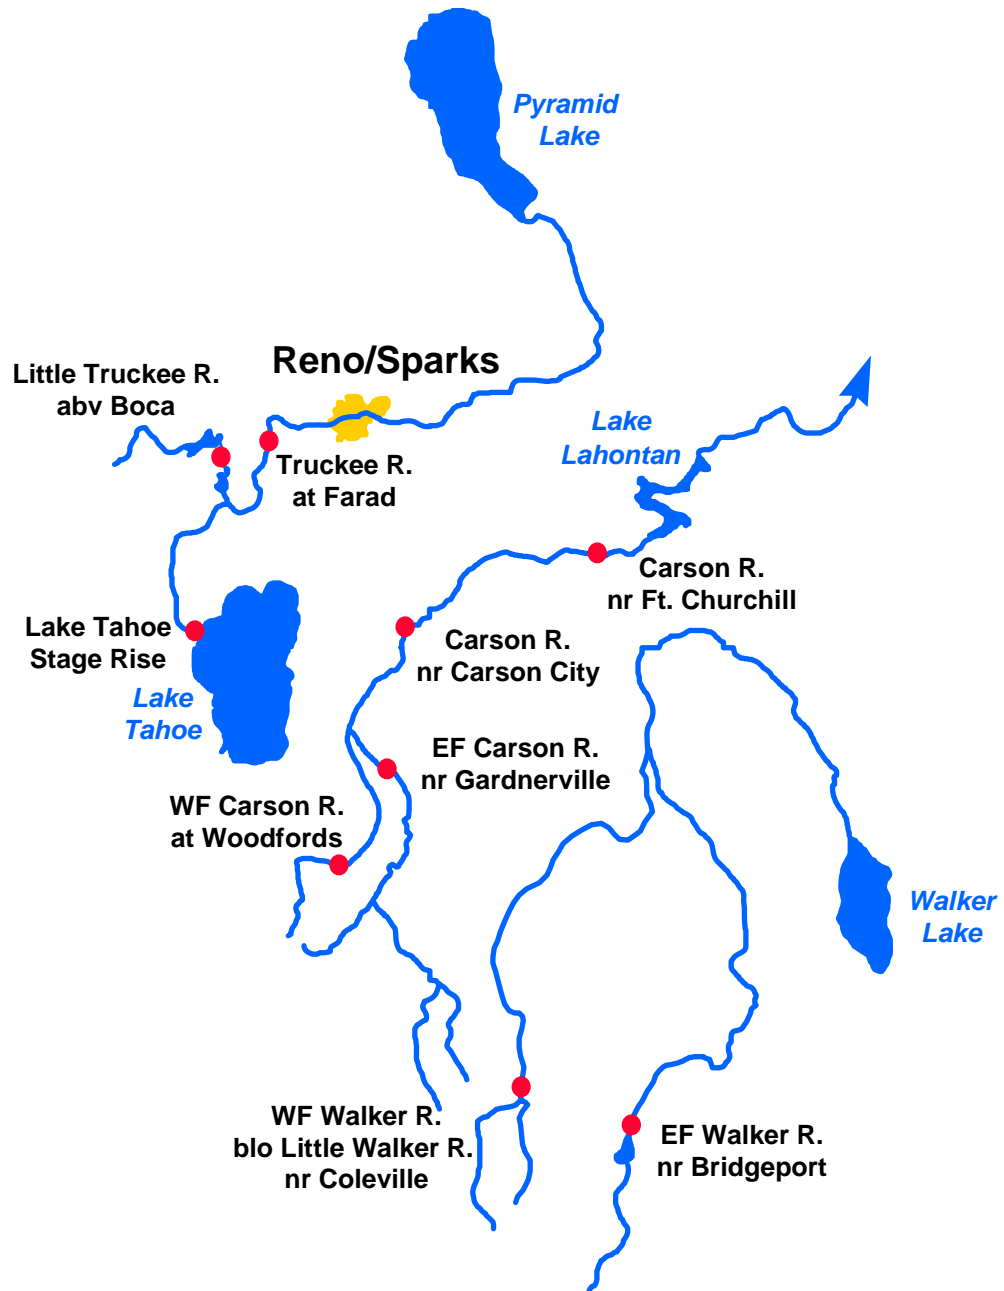 Pyramid
Lake
Reno/Sparks
Little Truckee R.
abv Boca
Lake
Lahontan
Truckee R.
at Farad
Carson R.
nr Ft. Churchill
Lake Tahoe
Stage Rise
Carson R.
nr Carson City
Lake
Tahoe
EF Carson R.
nr Gardnerville
WF Carson R.
at Woodfords
Walker
Lake
WF Walker R.
blo Little Walker R.
nr Coleville
EF Walker R.
nr Bridgeport